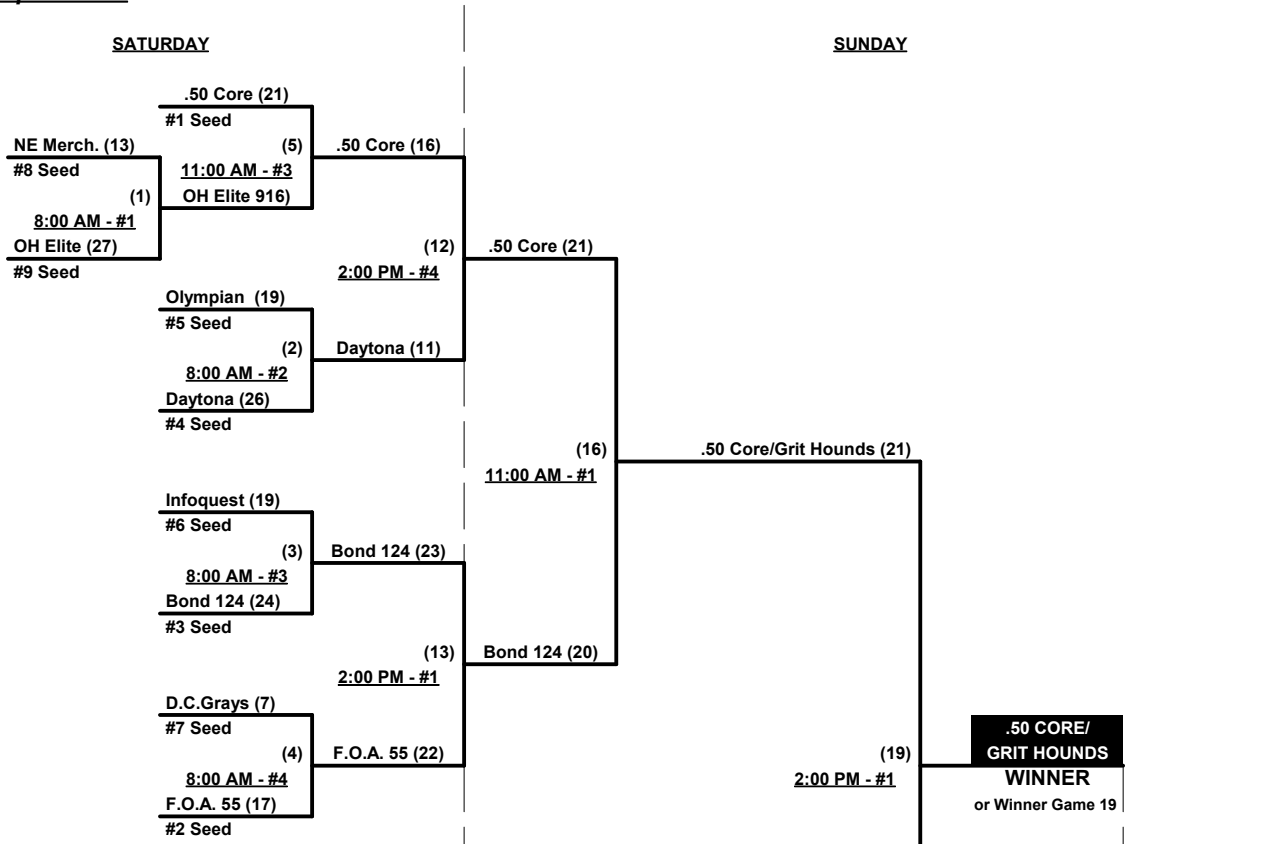 SATURDAY
SUNDAY
.50 Core (21)
#1 Seed
NE Merch. (13)
(5)
.50 Core (16)
#8 Seed
11:00 AM - #3
(1)
OH Elite 916)
8:00 AM - #1
OH Elite (27)
(12)
.50 Core (21)
#9 Seed
2:00 PM - #4
Olympian (19)
#5 Seed
(2)
Daytona (11)
8:00 AM - #2
Daytona (26)
#4 Seed
(16)
.50 Core/Grit Hounds (21)
11:00 AM - #1
Infoquest (19)
#6 Seed
(3)
Bond 124 (23)
8:00 AM - #3
Bond 124 (24)
#3 Seed
(13)
Bond 124 (20)
2:00 PM - #1
D.C.Grays (7)
#7 Seed
.50 CORE/
(4)
F.O.A. 55 (22)
(19)
GRIT HOUNDS
8:00 AM - #4
2:00 PM - #1
WINNER
F.O.A. 55 (17)
or Winner Game 19
#2 Seed